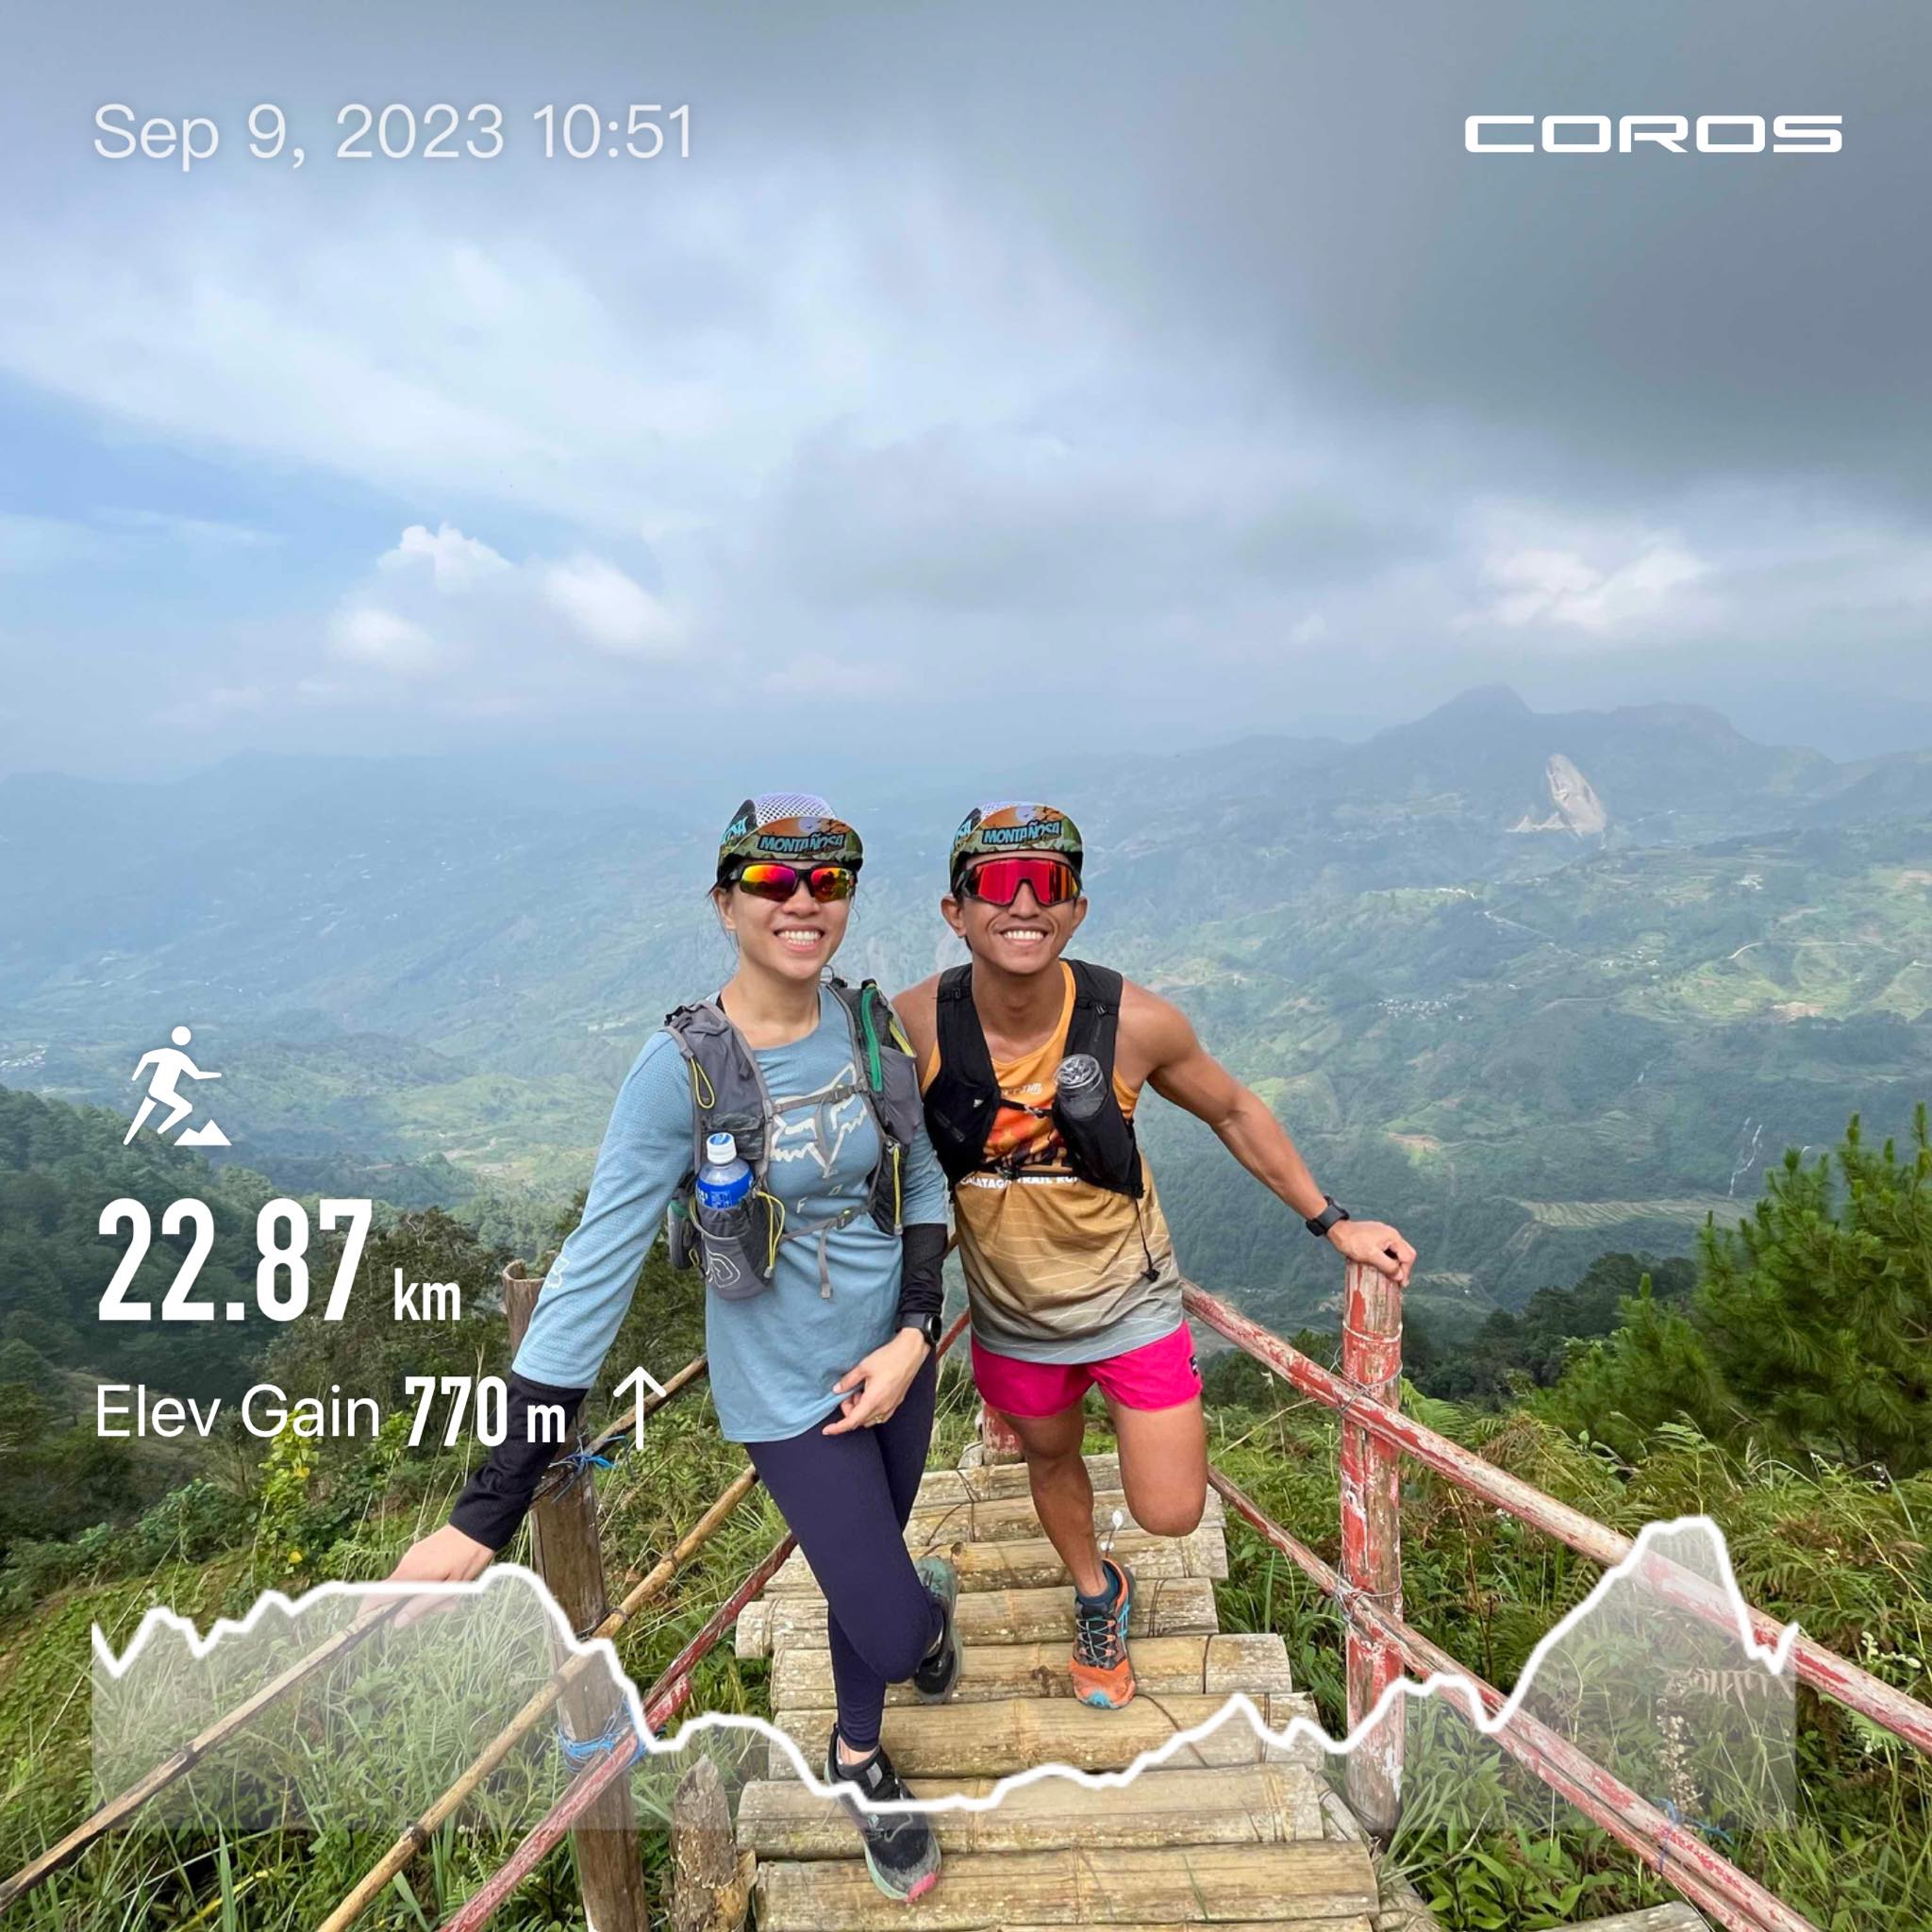 Sep 9, 2023 10:51
COROS
MONTAÑOSA
MONTAÑOSA
22.87 km
Elev Gain 770 m ↑